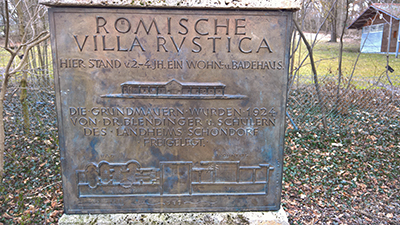 RÖMISCHE
VILLA RVSTICA
HIER STAND V. 2.-4. JH. EIN WOHN- U. BADEHAUS
DIE GRUNDMAUERN WURDEN 1924
VON DR. BLENDINGER U. SCHÜLERN
DES LANDHEIMS SCHONDORF
FREIGELEGT